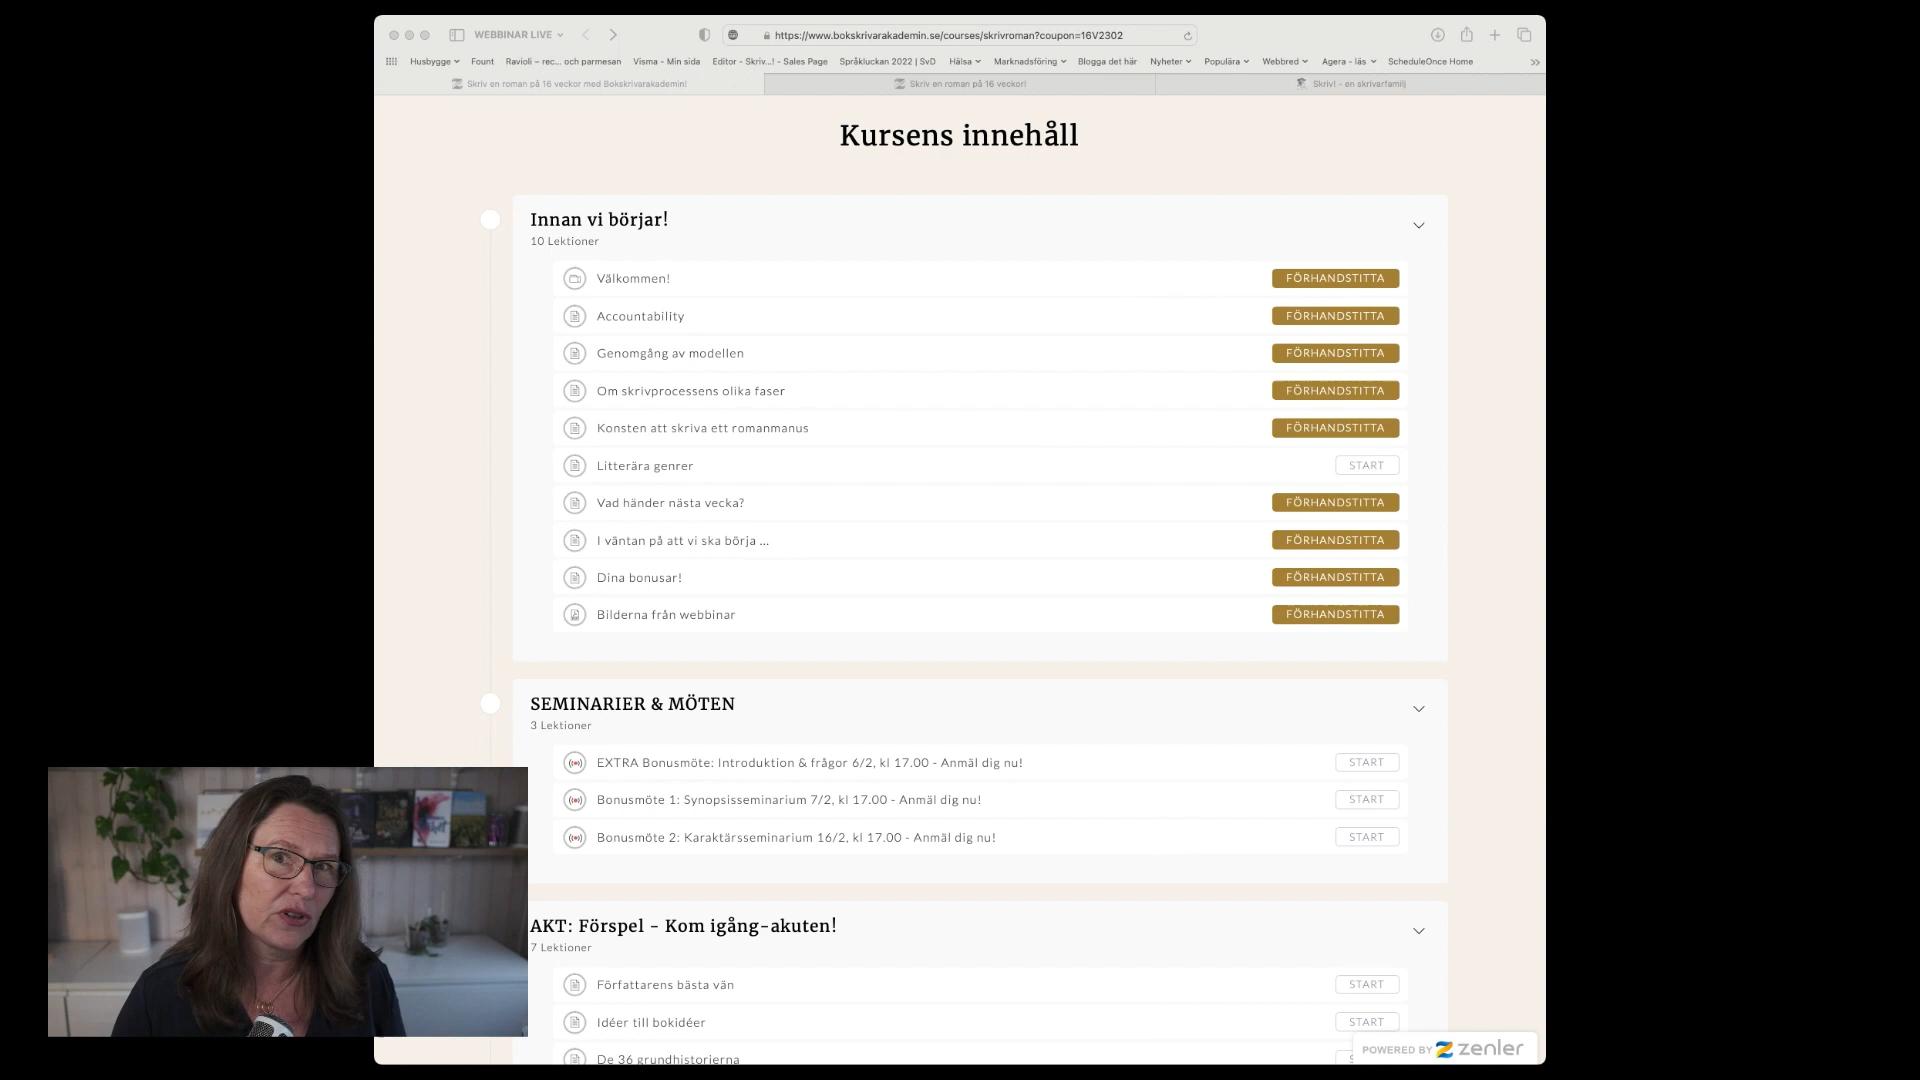 WEBBINAR LIVE
https://www.bokskrivarakademin.se/courses/skrivroman?coupon=16V2302
Husbygge Fount Ravioli – rec... och parmesan Visma - Min sida Editor - Skriv...! - Sales Page Språkluckan 2022 | SvD Hälsa Marknadsföring Blogga det här Nyheter Populära Webbred Agera - läs ScheduleOnce Home
Skriv en roman på 16 veckor med Bokskrivarakademin! Skriv en roman på 16 veckor! Skriv! - en skrivarfamilj
Kursens innehåll
Innan vi börjar!
10 Lektioner
Välkommen! FÖRHANDSTITTA
Accountability FÖRHANDSTITTA
Genomgång av modellen FÖRHANDSTITTA
Om skrivprocessens olika faser FÖRHANDSTITTA
Konsten att skriva ett romanmanus FÖRHANDSTITTA
Litterära genrer START
Vad händer nästa vecka? FÖRHANDSTITTA
I väntan på att vi ska börja ... FÖRHANDSTITTA
Dina bonusar! FÖRHANDSTITTA
Bilderna från webbinar FÖRHANDSTITTA
SEMINARIER & MÖTEN
3 Lektioner
EXTRA Bonusmöte: Introduktion & frågor 6/2, kl 17.00 - Anmäl dig nu! START
Bonusmöte 1: Synopsisseminarium 7/2, kl 17.00 - Anmäl dig nu! START
Bonusmöte 2: Karaktärsseminarium 16/2, kl 17.00 - Anmäl dig nu! START
AKT: Förspel - Kom igång-akuten!
7 Lektioner
Författarens bästa vän START
Idéer till bokidéer START
De 36 grundhistorierna
POWERED BY zenler